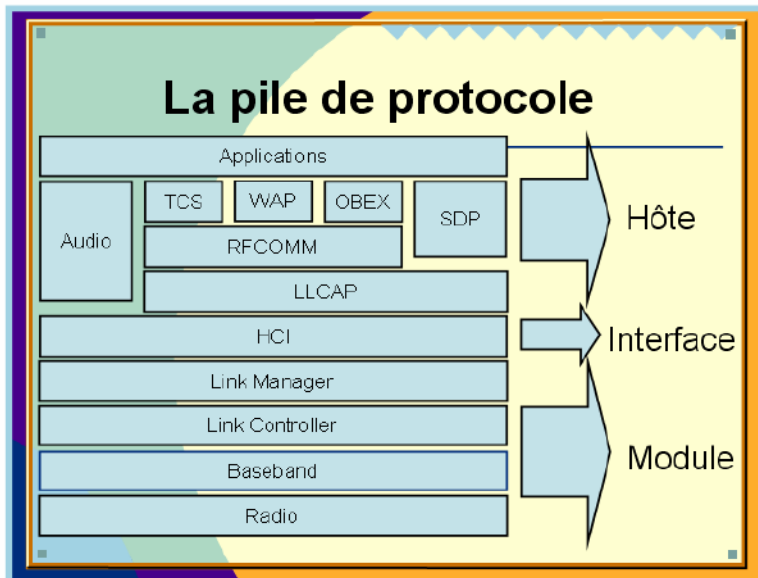 La pile de protocole
Applications
TCS
WAP
OBEX
SDP
Audio
RFCOMM
LLCAP
HCI
Link Manager
Link Controller
Baseband
Radio
Hôte
Interface
Module